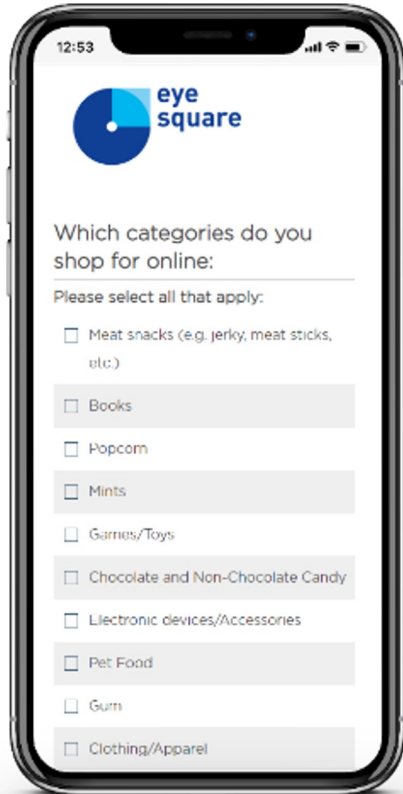 12:53
eye
square
Which categories do you
shop for online:
Please select all that apply:
Meat snacks (e.g. jerky, meat sticks,
etc.)
Books
Popcorn
Mints
Games/Toys
Chocolate and Non-Chocolate Candy
Electronic devices/Accessories
Pet Food
Gum
Clothing/Apparel